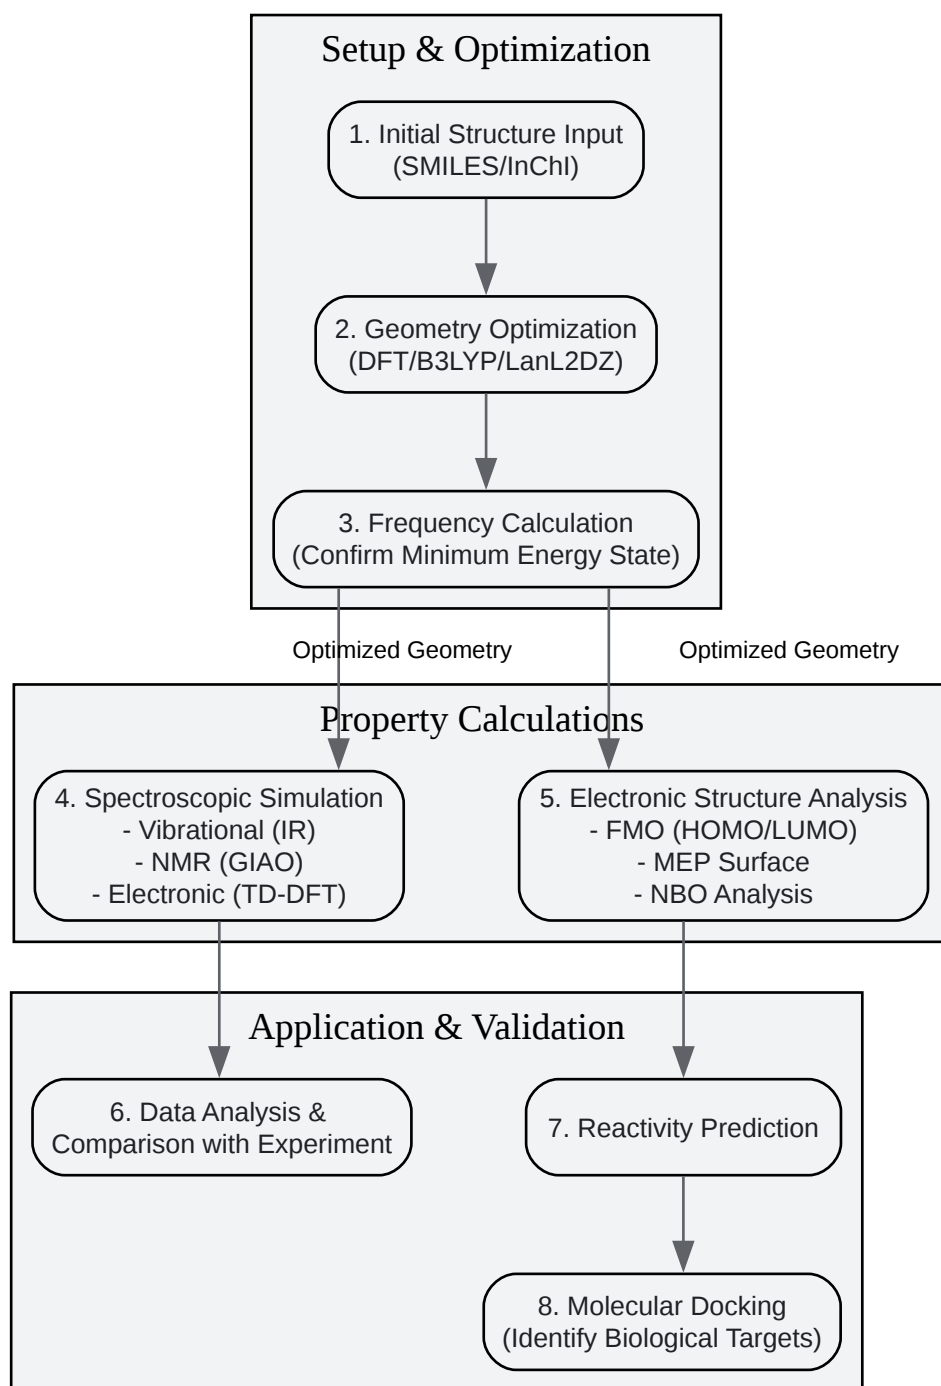 Setup & Optimization
1. Initial Structure Input
(SMILES/InChI)
2. Geometry Optimization
(DFT/B3LYP/LanL2DZ)
3. Frequency Calculation
(Confirm Minimum Energy State)
Optimized Geometry
Optimized Geometry
Property Calculations
4. Spectroscopic Simulation
- Vibrational (IR)
- NMR (GIAO)
- Electronic (TD-DFT)
5. Electronic Structure Analysis
- FMO (HOMO/LUMO)
- MEP Surface
- NBO Analysis
Application & Validation
6. Data Analysis &
Comparison with Experiment
7. Reactivity Prediction
8. Molecular Docking
(Identify Biological Targets)